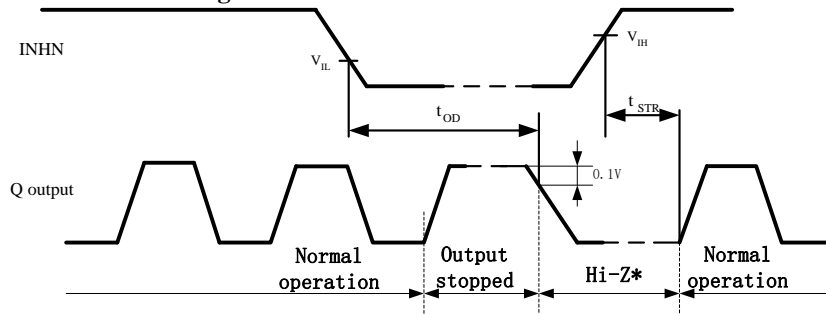 INHN
V_IL
V_IH
t_OD
t_STR
0.1V
Q output
Normal operation
Output stopped
Hi-Z*
Normal operation